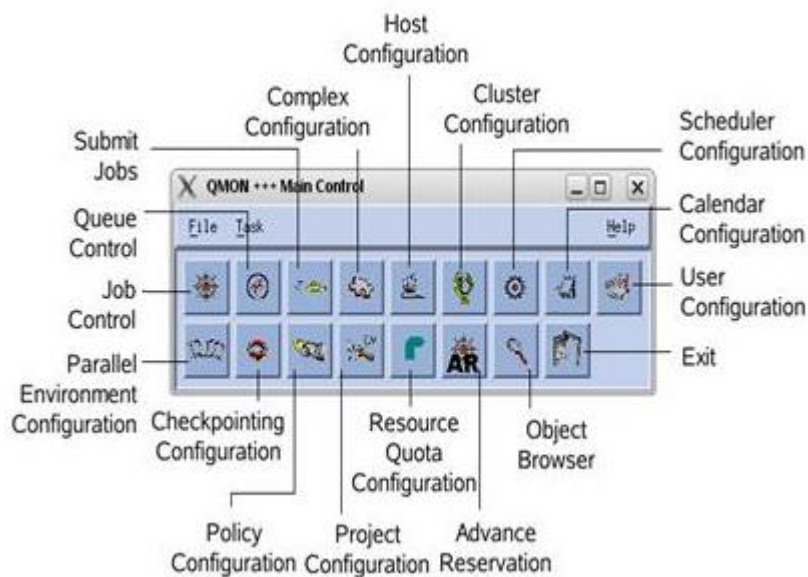 Host
Configuration
Complex
Configuration
Cluster
Configuration
Scheduler
Configuration
Submit
Jobs
QMON +++ Main Control
Queue
Control
File Task Help
Calendar
Configuration
Job
Control
User
Configuration
Parallel
Environment
Configuration
AR
Exit
Checkpointing
Configuration
Resource
Quota
Configuration
Object
Browser
Policy
Configuration
Project
Configuration
Advance
Reservation